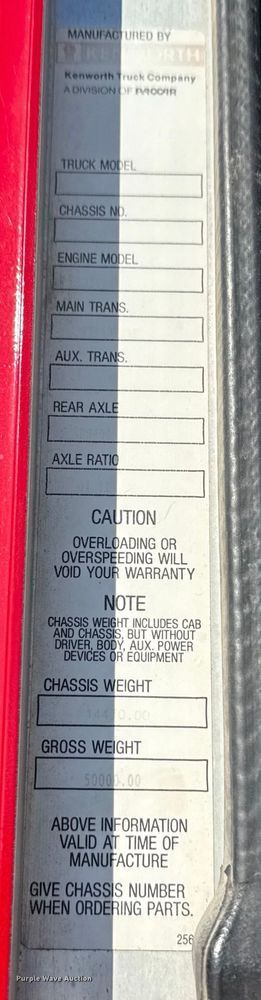 MANUFACTURED BY
KENWORTH
Kenworth Truck Company
A DIVISION OF PACCAR
TRUCK MODEL
CHASSIS NO.
ENGINE MODEL
MAIN TRANS.
AUX. TRANS.
REAR AXLE
AXLE RATIO
CAUTION
OVERLOADING OR
OVERSPEEDING WILL
VOID YOUR WARRANTY
NOTE
CHASSIS WEIGHT INCLUDES CAB
AND CHASSIS, BUT WITHOUT
DRIVER, BODY, AUX. POWER
DEVICES OR EQUIPMENT
CHASSIS WEIGHT
GROSS WEIGHT
50000.00
ABOVE INFORMATION
VALID AT TIME OF
MANUFACTURE
GIVE CHASSIS NUMBER
WHEN ORDERING PARTS.
256
Purple Wave Auction